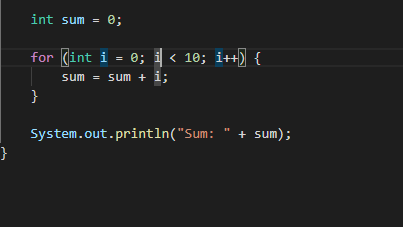 int sum = 0;
for (int i = 0; i < 10; i++) {
sum = sum + i;
}
System.out.println("Sum: " + sum);
}